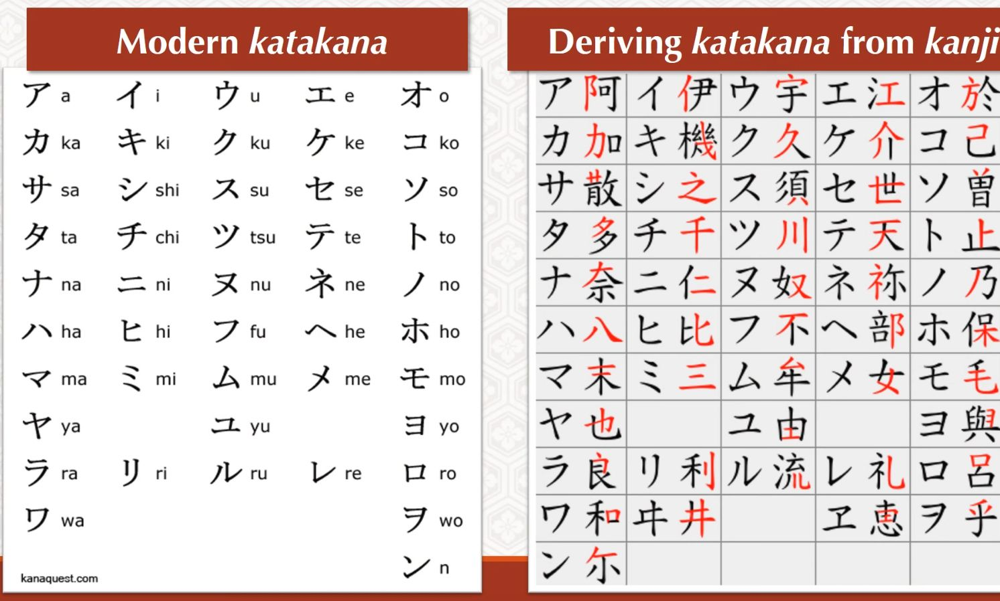 Modern katakana
ア a イ i ウ u エ e オ o
カ ka キ ki ク ku ケ ke コ ko
サ sa シ shi ス su セ se ソ so
タ ta チ chi ツ tsu テ te ト to
ナ na ニ ni ヌ nu ネ ne ノ no
ハ ha ヒ hi フ fu ヘ he ホ ho
マ ma ミ mi ム mu メ me モ mo
ヤ ya ユ yu ヨ yo
ラ ra リ ri ル ru レ re ロ ro
ワ wa ヲ wo
ン n
kanaquest.com
Deriving katakana from kanji
ア 阿 イ 伊 ウ 宇 エ 江 オ 於
カ 加 キ 機 ク 久 ケ 介 コ 己
サ 散 シ 之 ス 須 セ 世 ソ 曽
タ 多 チ 千 ツ 川 テ 天 ト 止
ナ 奈 ニ 仁 ヌ 奴 ネ 祢 ノ 乃
ハ 八 ヒ 比 フ 不 ヘ 部 ホ 保
マ 末 ミ 三 ム 牟 メ 女 モ 毛
ヤ 也 ユ 由 ヨ 與
ラ 良 リ 利 ル 流 レ 礼 ロ 呂
ワ 和 ヰ 井 ヱ 恵 ヲ 乎
ン 尓